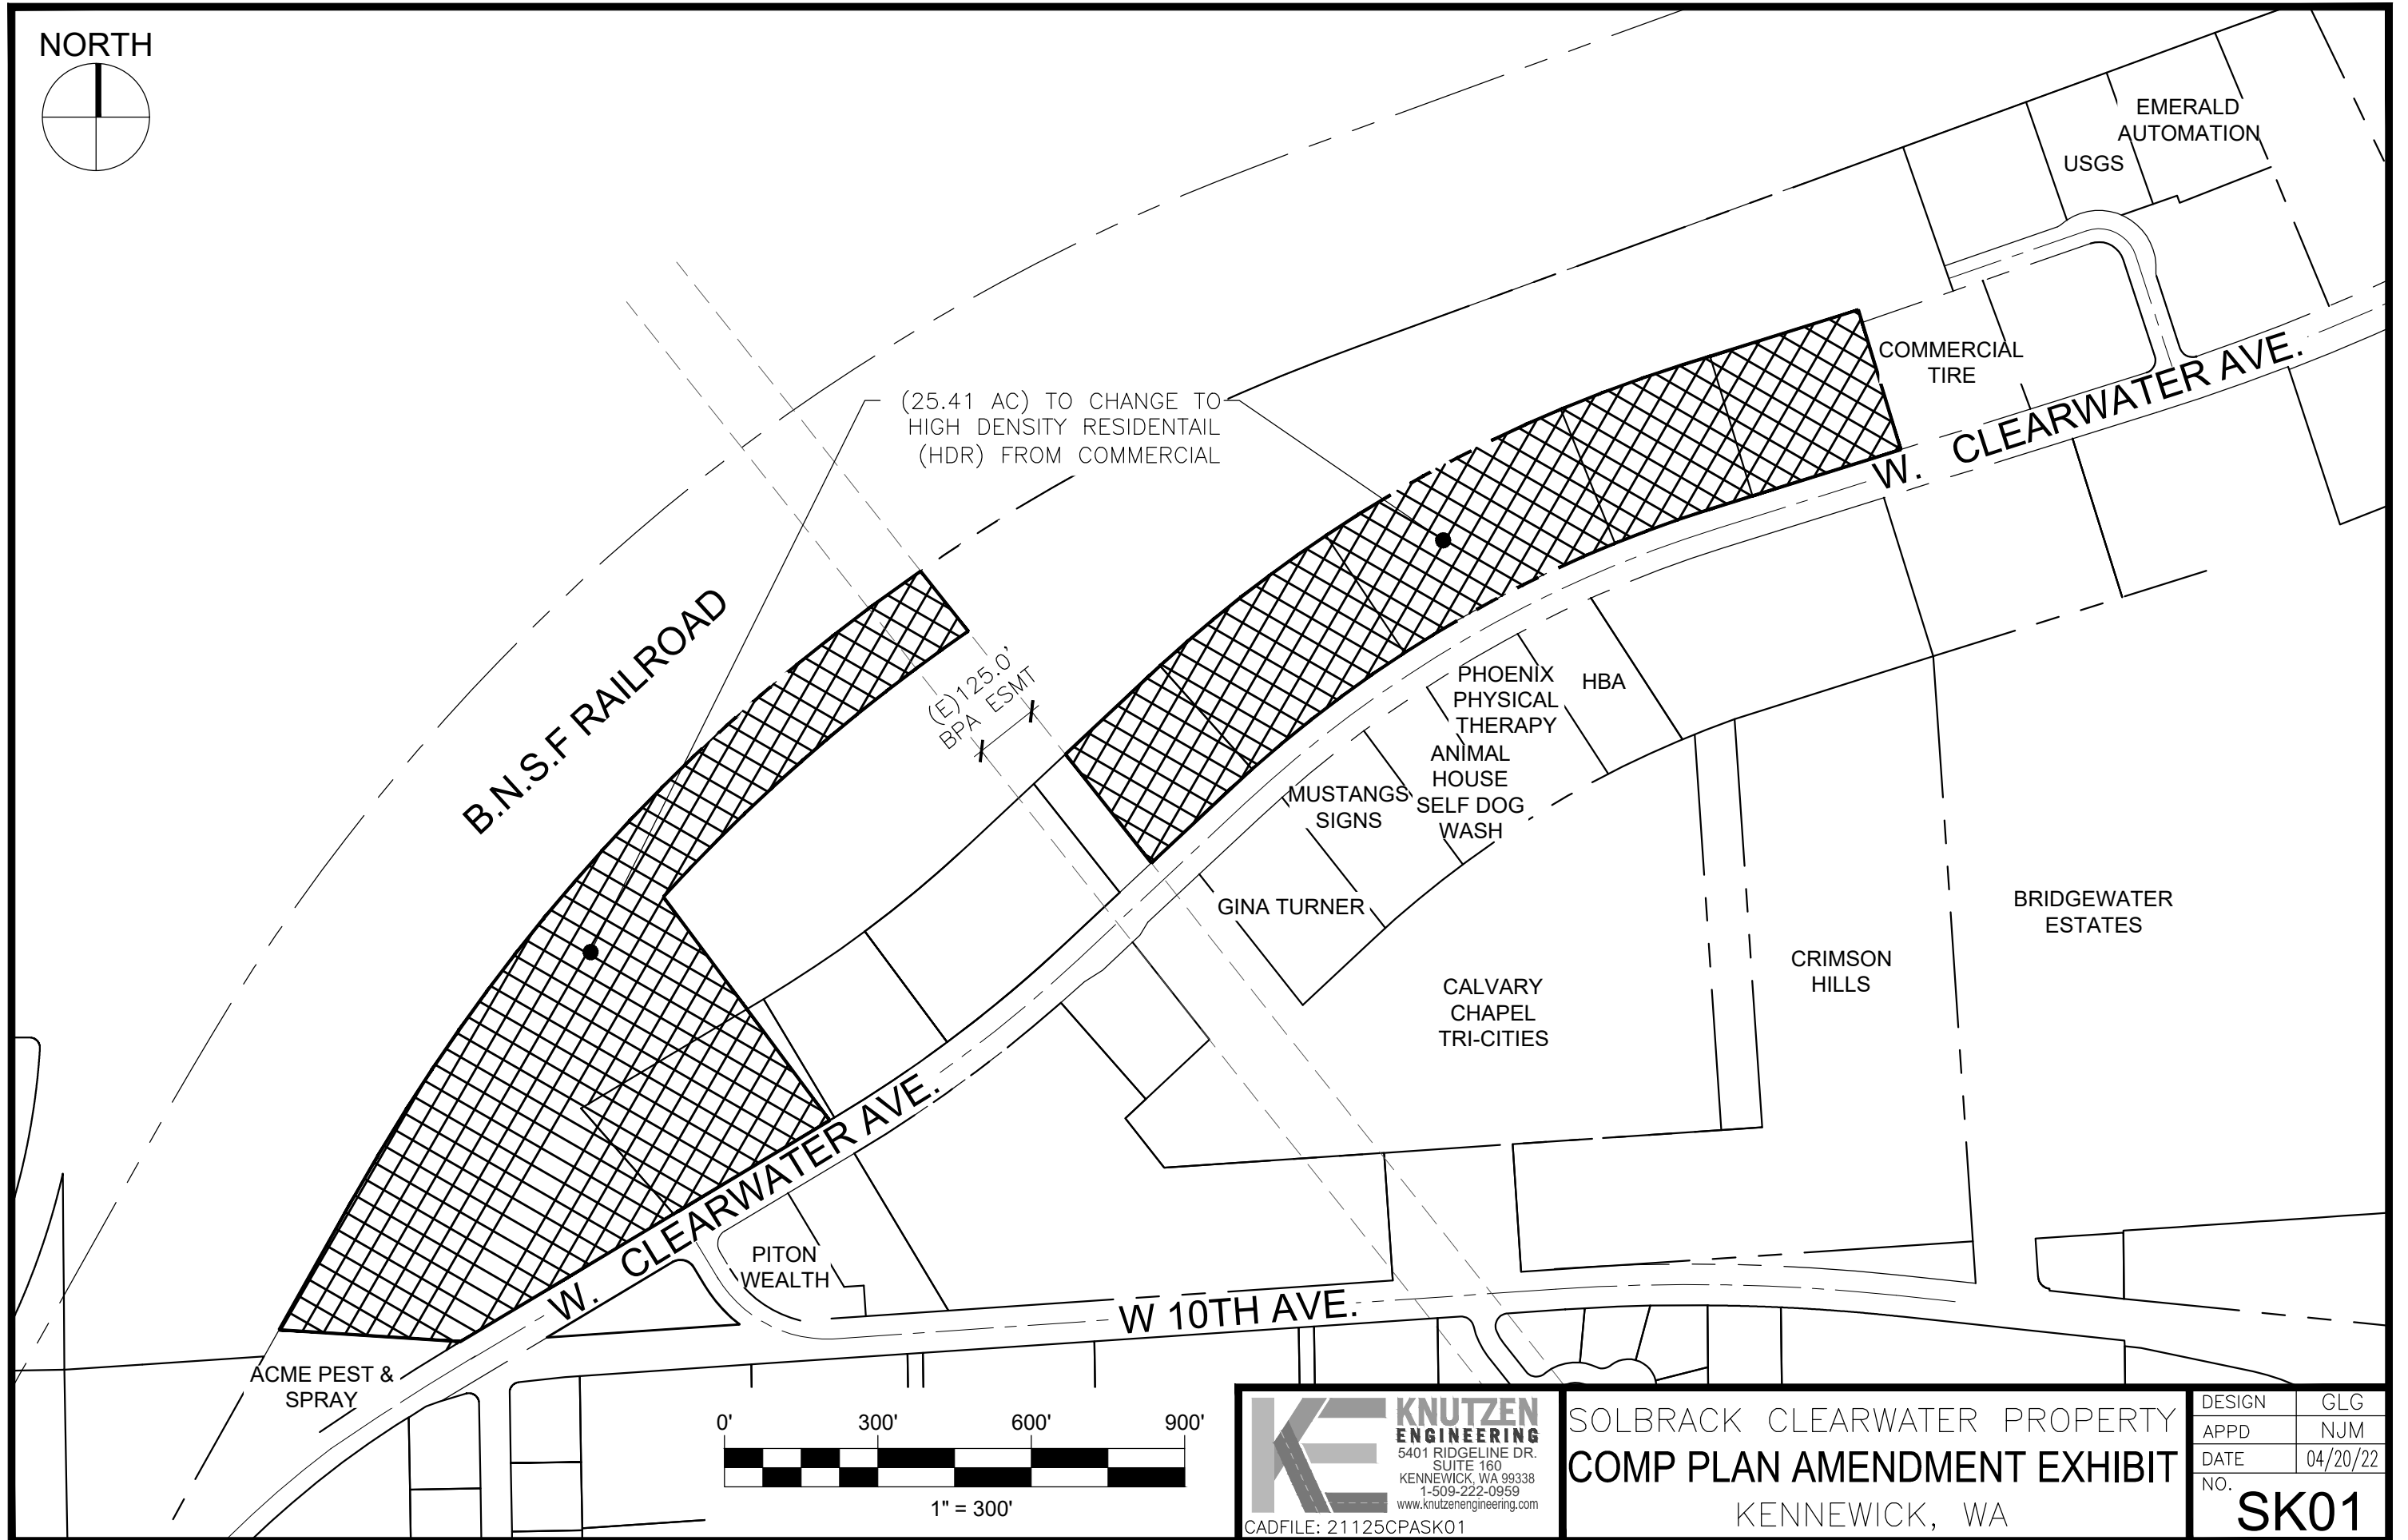 NORTH
EMERALD
AUTOMATION
USGS
COMMERCIAL
TIRE
W. CLEARWATER AVE.
(25.41 AC) TO CHANGE TO
HIGH DENSITY RESIDENTAIL
(HDR) FROM COMMERCIAL
B.N.S.F RAILROAD
(E)125.0'
BPA ESMT
PHOENIX
PHYSICAL
THERAPY
HBA
ANIMAL
HOUSE
SELF DOG
WASH
MUSTANGS
SIGNS
GINA TURNER
BRIDGEWATER
ESTATES
CRIMSON
HILLS
CALVARY
CHAPEL
TRI-CITIES
W. CLEARWATER AVE.
PITON
WEALTH
W 10TH AVE.
ACME PEST &
SPRAY
0' 300' 600' 900'
1" = 300'
KNUTZEN
ENGINEERING
5401 RIDGELINE DR.
SUITE 160
KENNEWICK, WA 99338
1-509-222-0959
www.knutzenengineering.com
CADFILE: 21125CPASK01
SOLBRACK CLEARWATER PROPERTY
COMP PLAN AMENDMENT EXHIBIT
KENNEWICK, WA
DESIGN GLG
APPD NJM
DATE 04/20/22
NO.
SK01